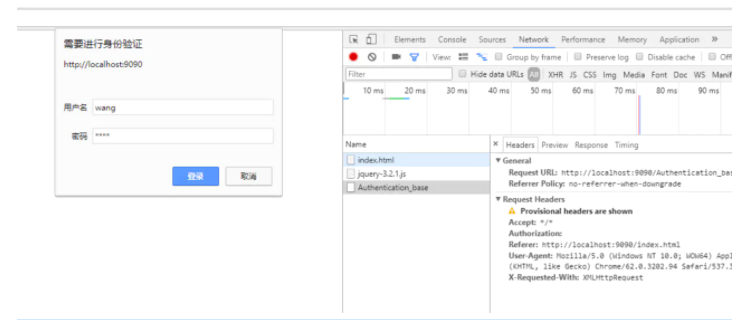 需要进行身份验证
http://localhost:9090
用户名 wang
密码 ****
登录 取消
Elements Console Sources Network Performance Memory Application »
View: Group by frame Preserve log Disable cache Off
Filter Hide data URLs All XHR JS CSS Img Media Font Doc WS Manif
10 ms 20 ms 30 ms 40 ms 50 ms 60 ms 70 ms 80 ms 90 ms
Name
index.html
jquery-3.2.1.js
Authentication_base
× Headers Preview Response Timing
▼ General
Request URL: http://localhost:9090/Authentication_bas
Referrer Policy: no-referrer-when-downgrade
▼ Request Headers
Provisional headers are shown
Accept: */*
Authorization:
Referer: http://localhost:9090/index.html
User-Agent: Mozilla/5.0 (Windows NT 10.0; WOW64) Appl
(KHTML, like Gecko) Chrome/62.0.3202.94 Safari/537.3
X-Requested-With: XMLHttpRequest